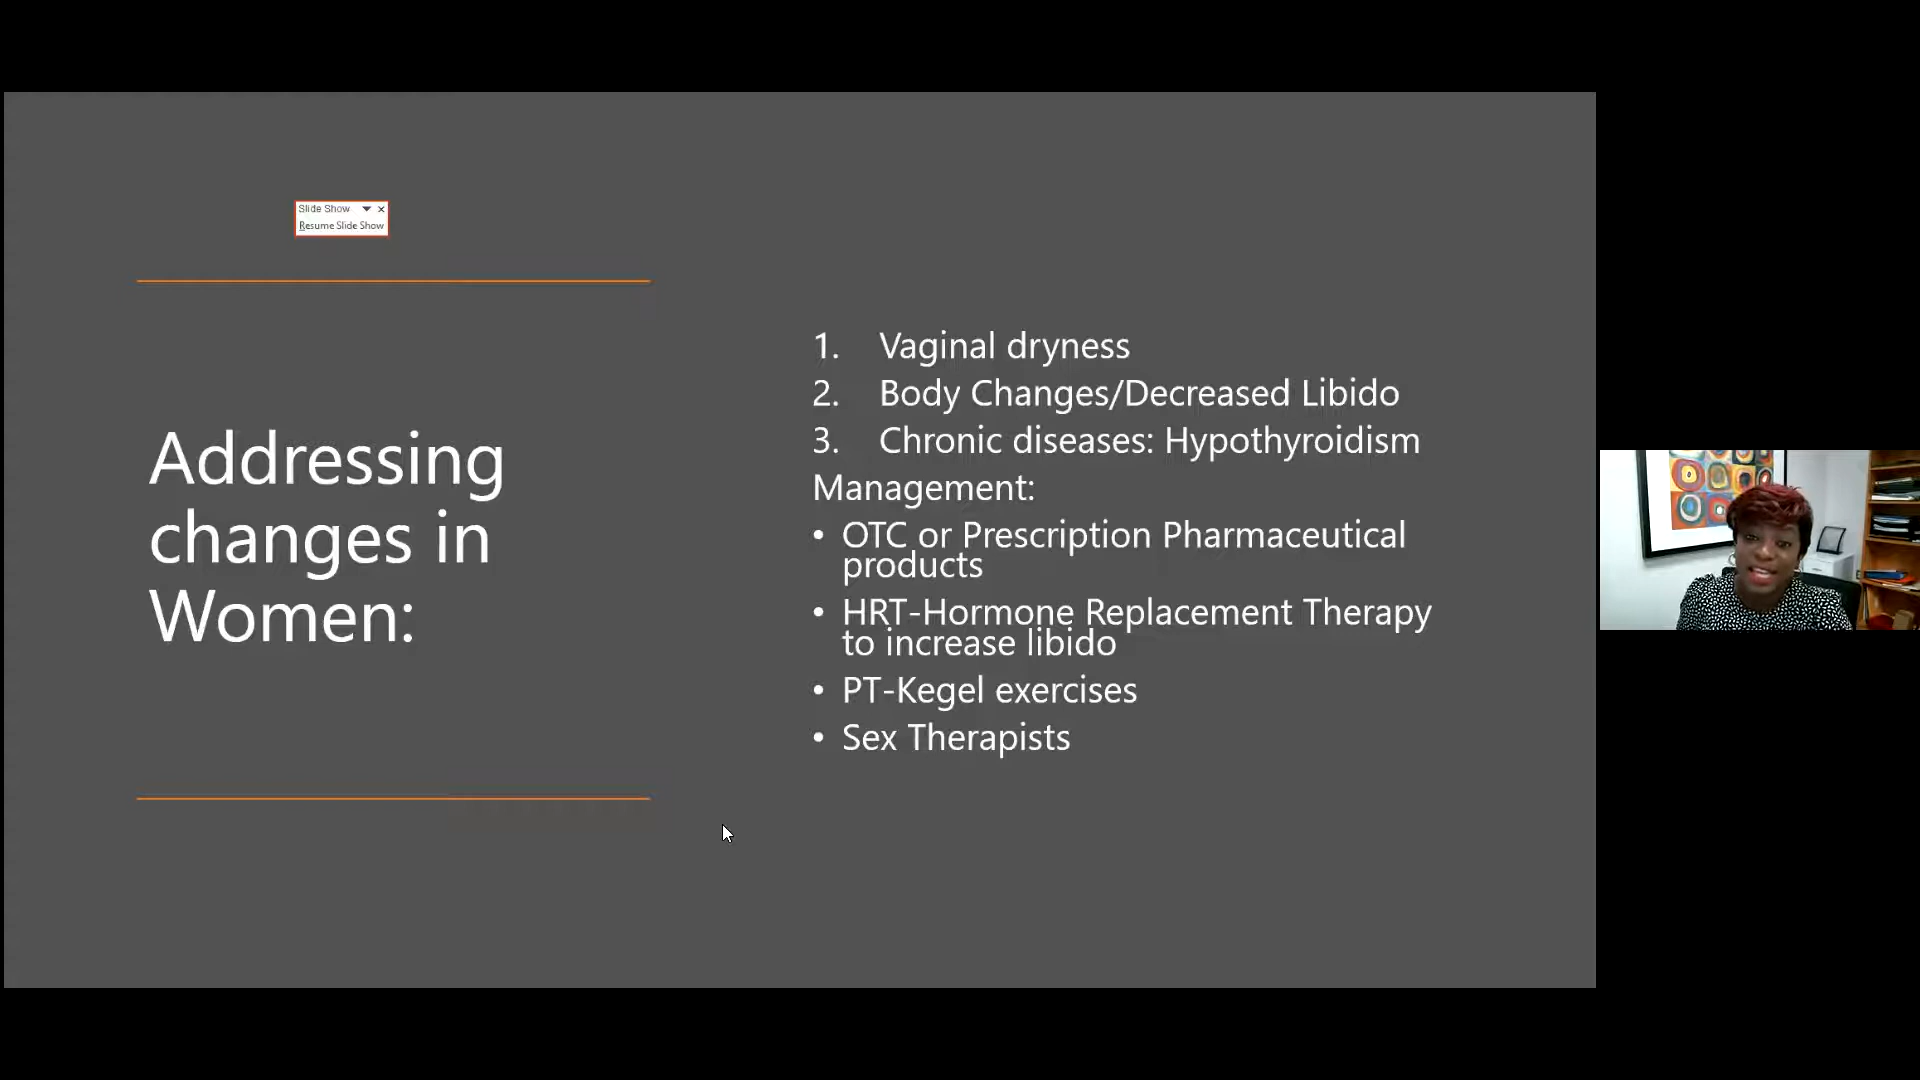 Slide Show
Resume Slide Show
Addressing
changes in
Women:
1. Vaginal dryness
2. Body Changes/Decreased Libido
3. Chronic diseases: Hypothyroidism
Management:
• OTC or Prescription Pharmaceutical
products
• HRT-Hormone Replacement Therapy
to increase libido
• PT-Kegel exercises
• Sex Therapists